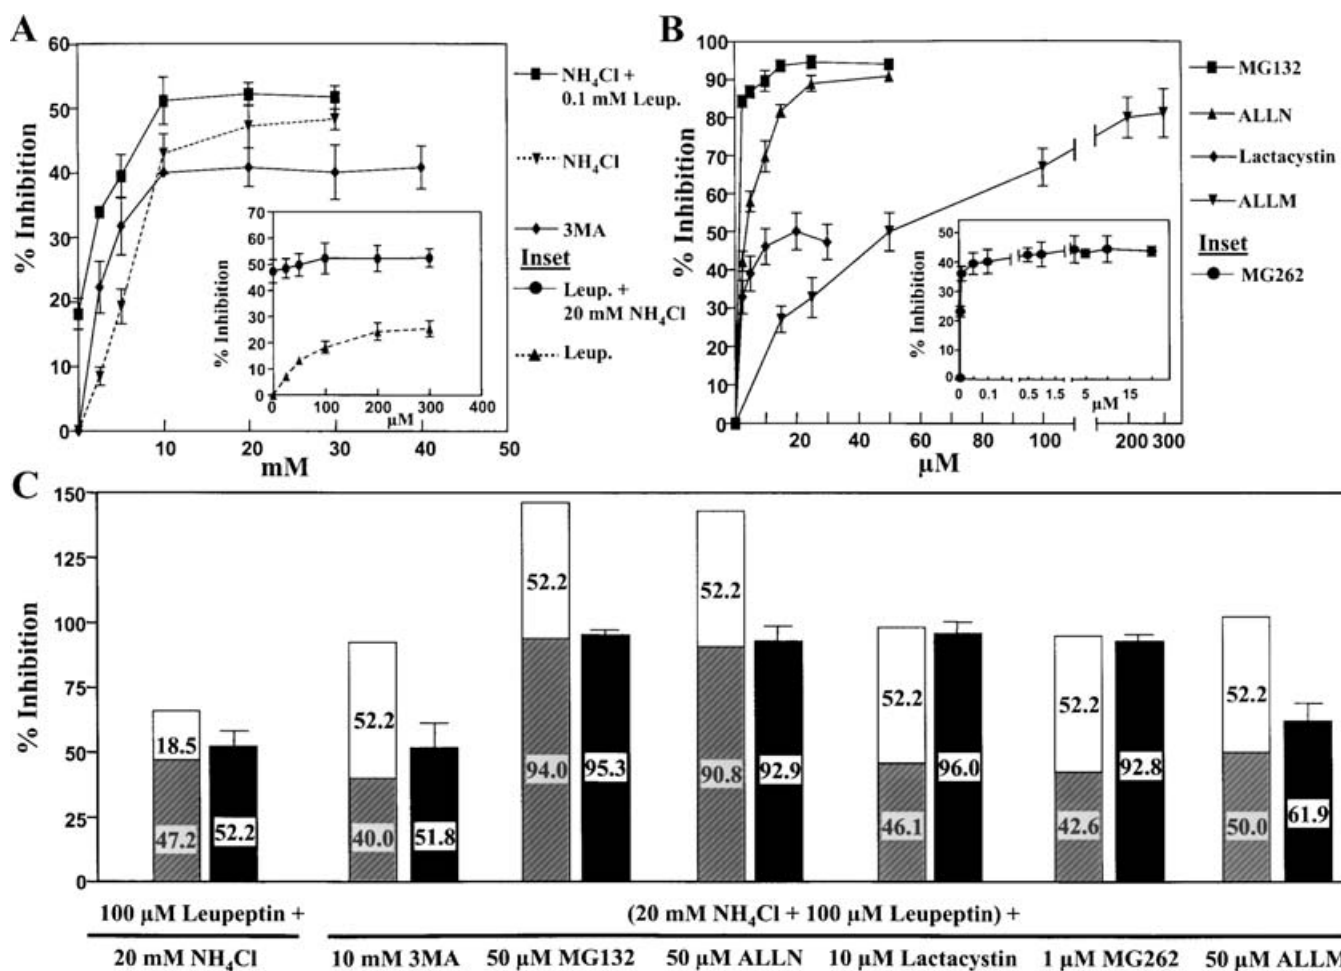 A
% Inhibition
60
50
40
30
20
10
0
10
20
30
40
50
mM
NH₄Cl +
0.1 mM Leup.
NH₄Cl
3MA
Inset
Leup. +
20 mM NH₄Cl
Leup.
% Inhibition
70
60
50
40
30
20
10
0
0
100
200
300
400
µM
B
% Inhibition
100
90
80
70
60
50
40
30
20
10
0
20
40
60
80
100
200
300
µM
MG132
ALLN
Lactacystin
ALLM
Inset
MG262
% Inhibition
50
40
30
20
10
0
0
0.1
0.5
1.5
5
15
µM
C
% Inhibition
150
125
100
75
50
25
0
18.5
47.2
52.2
52.2
40.0
51.8
52.2
94.0
95.3
52.2
90.8
92.9
52.2
46.1
96.0
52.2
42.6
92.8
52.2
50.0
61.9
100 µM Leupeptin +
(20 mM NH₄Cl + 100 µM Leupeptin) +
20 mM NH₄Cl
10 mM 3MA
50 µM MG132
50 µM ALLN
10 µM Lactacystin
1 µM MG262
50 µM ALLM